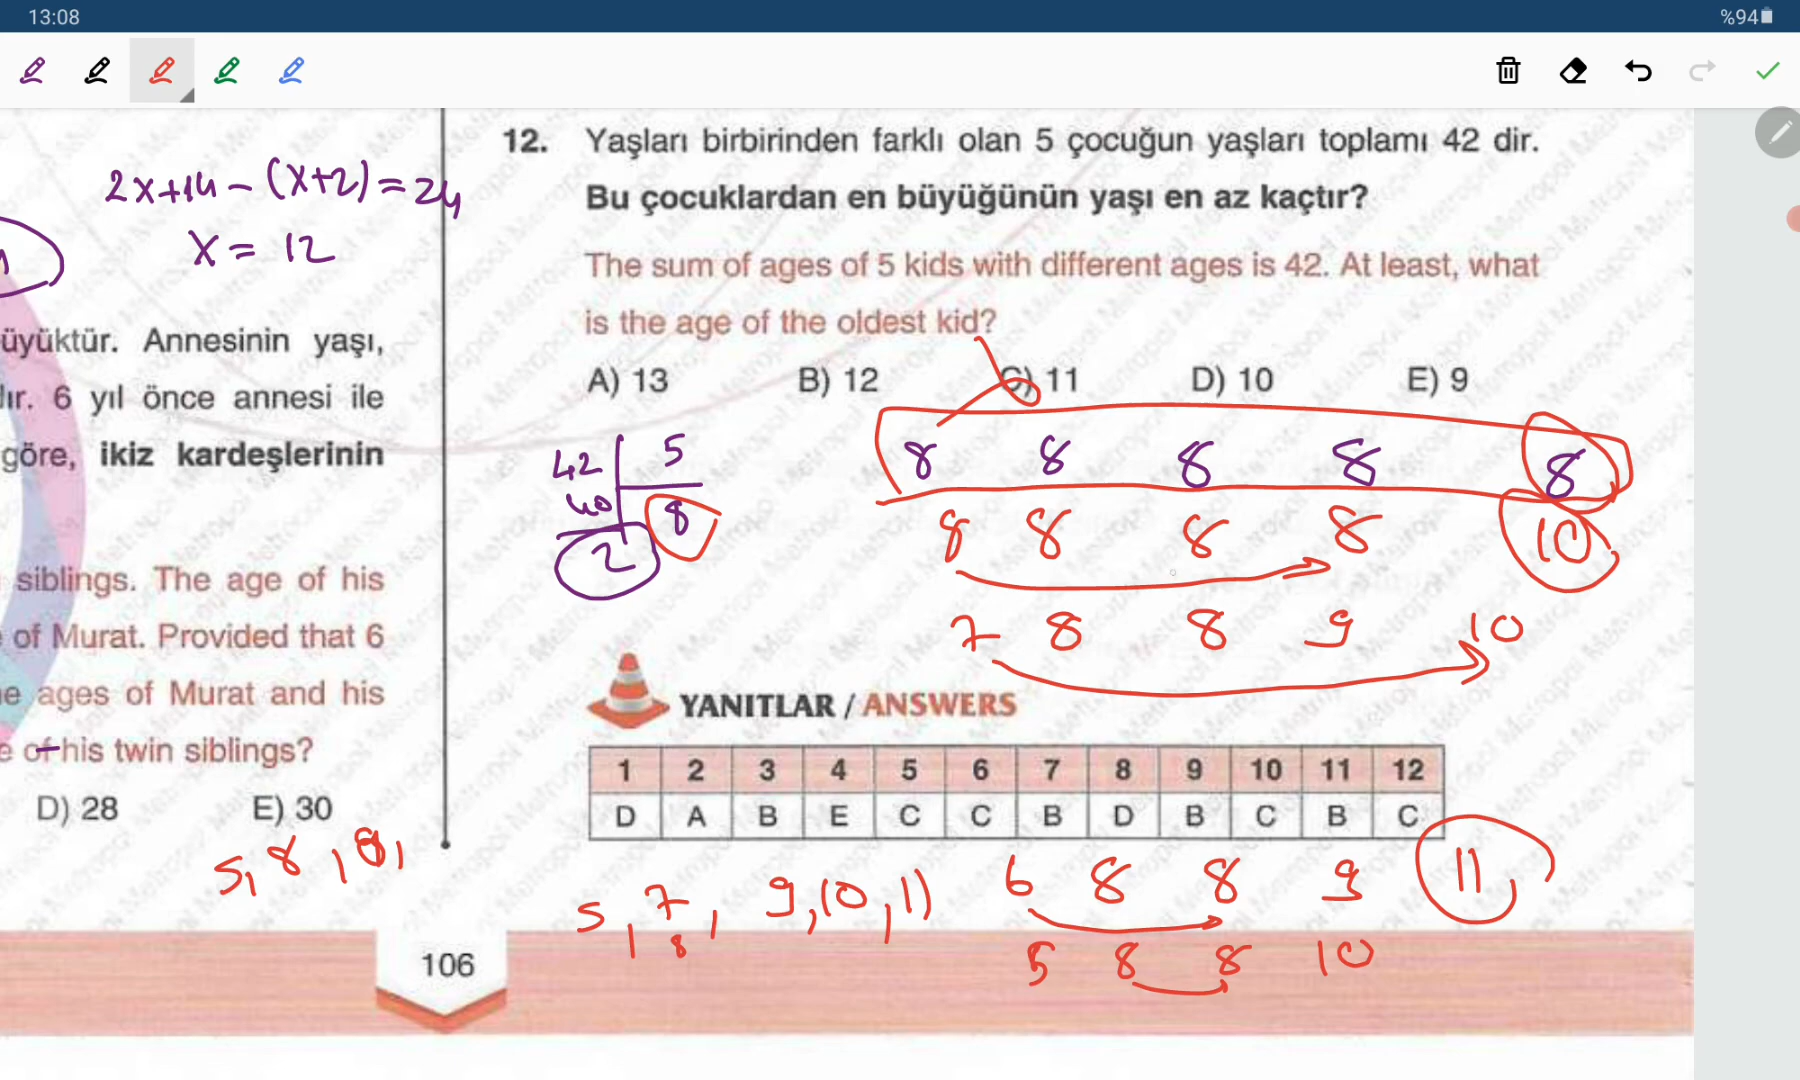 13:08
%94
2x+14 - (x+2) = 24
x = 12
üyüktür. Annesinin yaşı,
dır. 6 yıl önce annesi ile
göre, ikiz kardeşlerinin
siblings. The age of his
of Murat. Provided that 6
e ages of Murat and his
e of his twin siblings?
D) 28 E) 30
5, 8, 8,
106
12. Yaşları birbirinden farklı olan 5 çocuğun yaşları toplamı 42 dir.
Bu çocuklardan en büyüğünün yaşı en az kaçtır?
The sum of ages of 5 kids with different ages is 42. At least, what
is the age of the oldest kid?
A) 13 B) 12 C) 11 D) 10 E) 9
42 5
40 8
2
8 8 8 8 8
8 8 8 8 10
7 8 8 9 10
YANITLAR / ANSWERS
1 2 3 4 5 6 7 8 9 10 11 12
D A B E C C B D B C B C
6 8 8 9 11
5, 7, 9, 10, 11
8
5 8 8 10